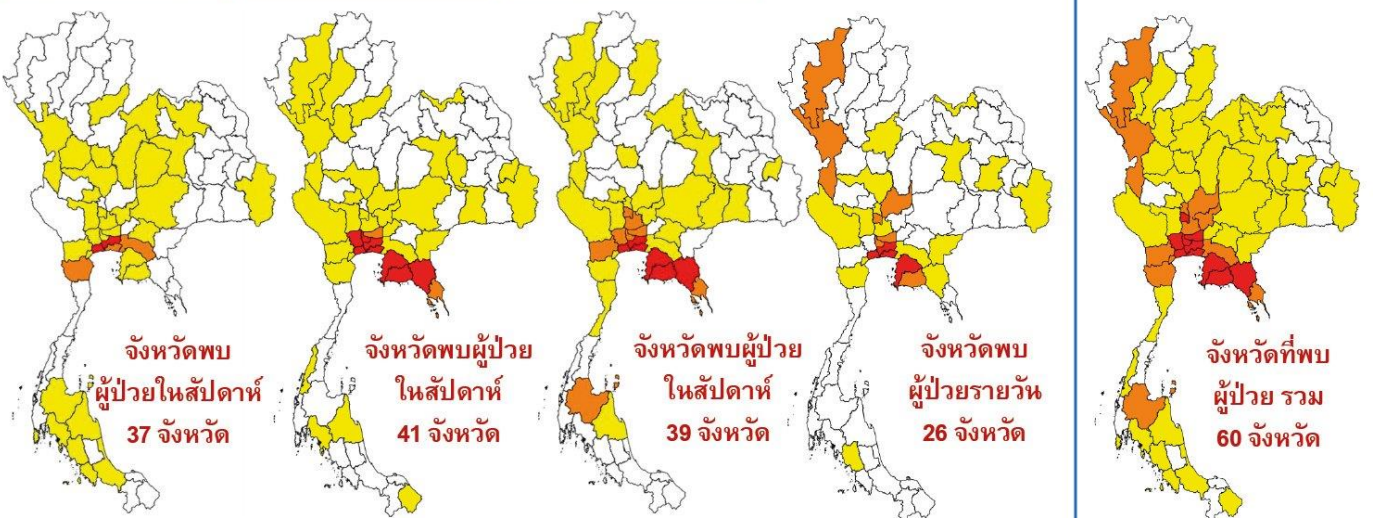 จังหวัดพบ
ผู้ป่วยในสัปดาห์
37 จังหวัด
จังหวัดพบผู้ป่วย
ในสัปดาห์
41 จังหวัด
จังหวัดพบผู้ป่วย
ในสัปดาห์
39 จังหวัด
จังหวัดพบ
ผู้ป่วยรายวัน
26 จังหวัด
จังหวัดที่พบ
ผู้ป่วย รวม
60 จังหวัด